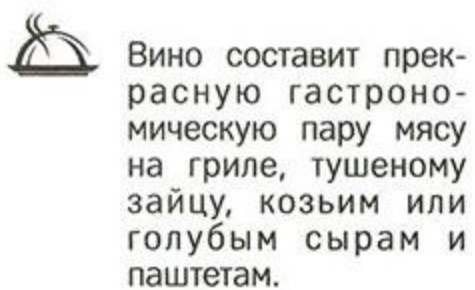 Вино составит прек-
расную гастроно-
мическую пару мясу
на гриле, тушеному
зайцу, козьим или
голубым сырам и
паштетам.